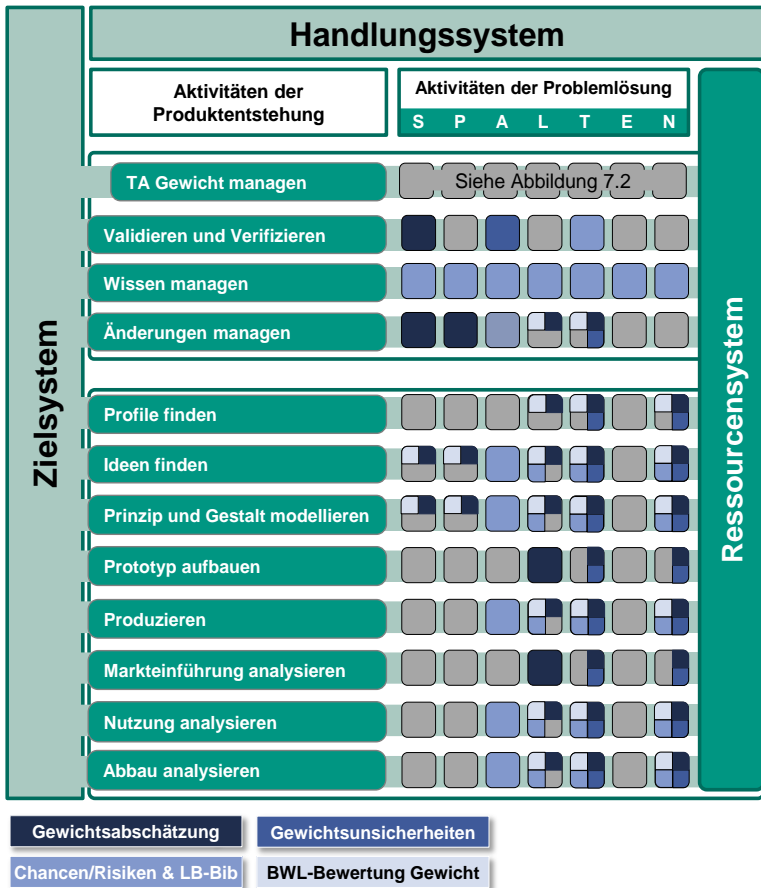 Handlungssystem
Aktivitäten der
Produktentstehung
Aktivitäten der Problemlösung
S P A L T E N
Zielsystem
Ressourcensystem
TA Gewicht managen
Siehe Abbildung 7.2
Validieren und Verifizieren
Wissen managen
Änderungen managen
Profile finden
Ideen finden
Prinzip und Gestalt modellieren
Prototyp aufbauen
Produzieren
Markteinführung analysieren
Nutzung analysieren
Abbau analysieren
Gewichtsabschätzung
Gewichtsunsicherheiten
Chancen/Risiken & LB-Bib
BWL-Bewertung Gewicht